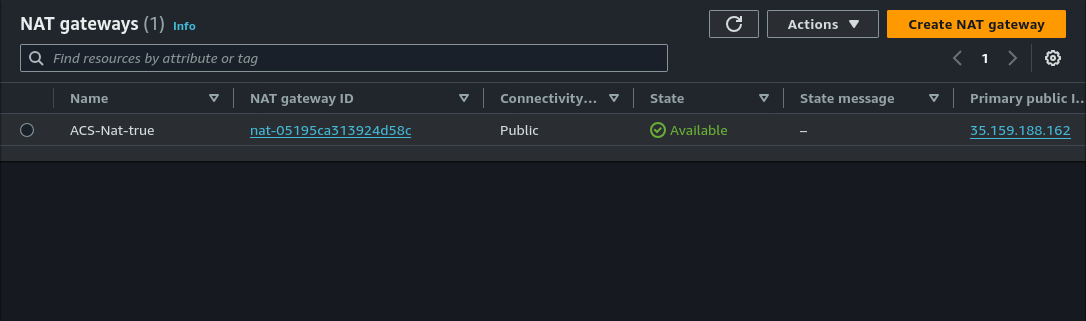 NAT gateways (1) Info
Actions
Create NAT gateway
Find resources by attribute or tag
1
Name NAT gateway ID Connectivity... State State message Primary public I...
ACS-Nat-true nat-05195ca313924d58c Public Available – 35.159.188.162